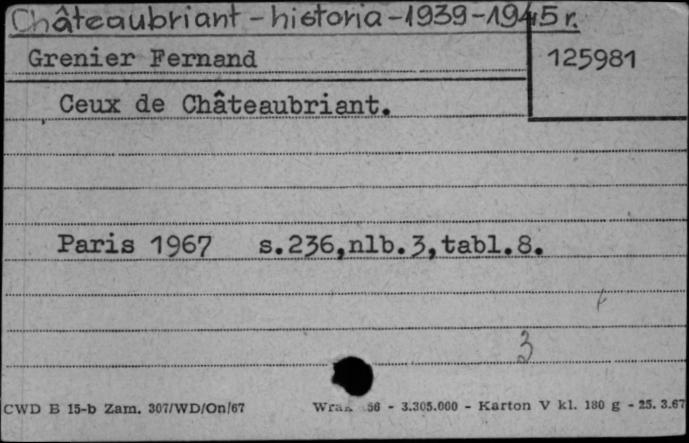 Châteaubriant - historia - 1939 - 1945 r.
Grenier Fernand
125981
Ceux de Châteaubriant.
Paris 1967 s.236,nlb.3,tabl.8.
3
CWD B 15-b Zam. 307/WD/On/67 56 - 3.305.000 - Karton V kl. 180 g - 25. 3.67